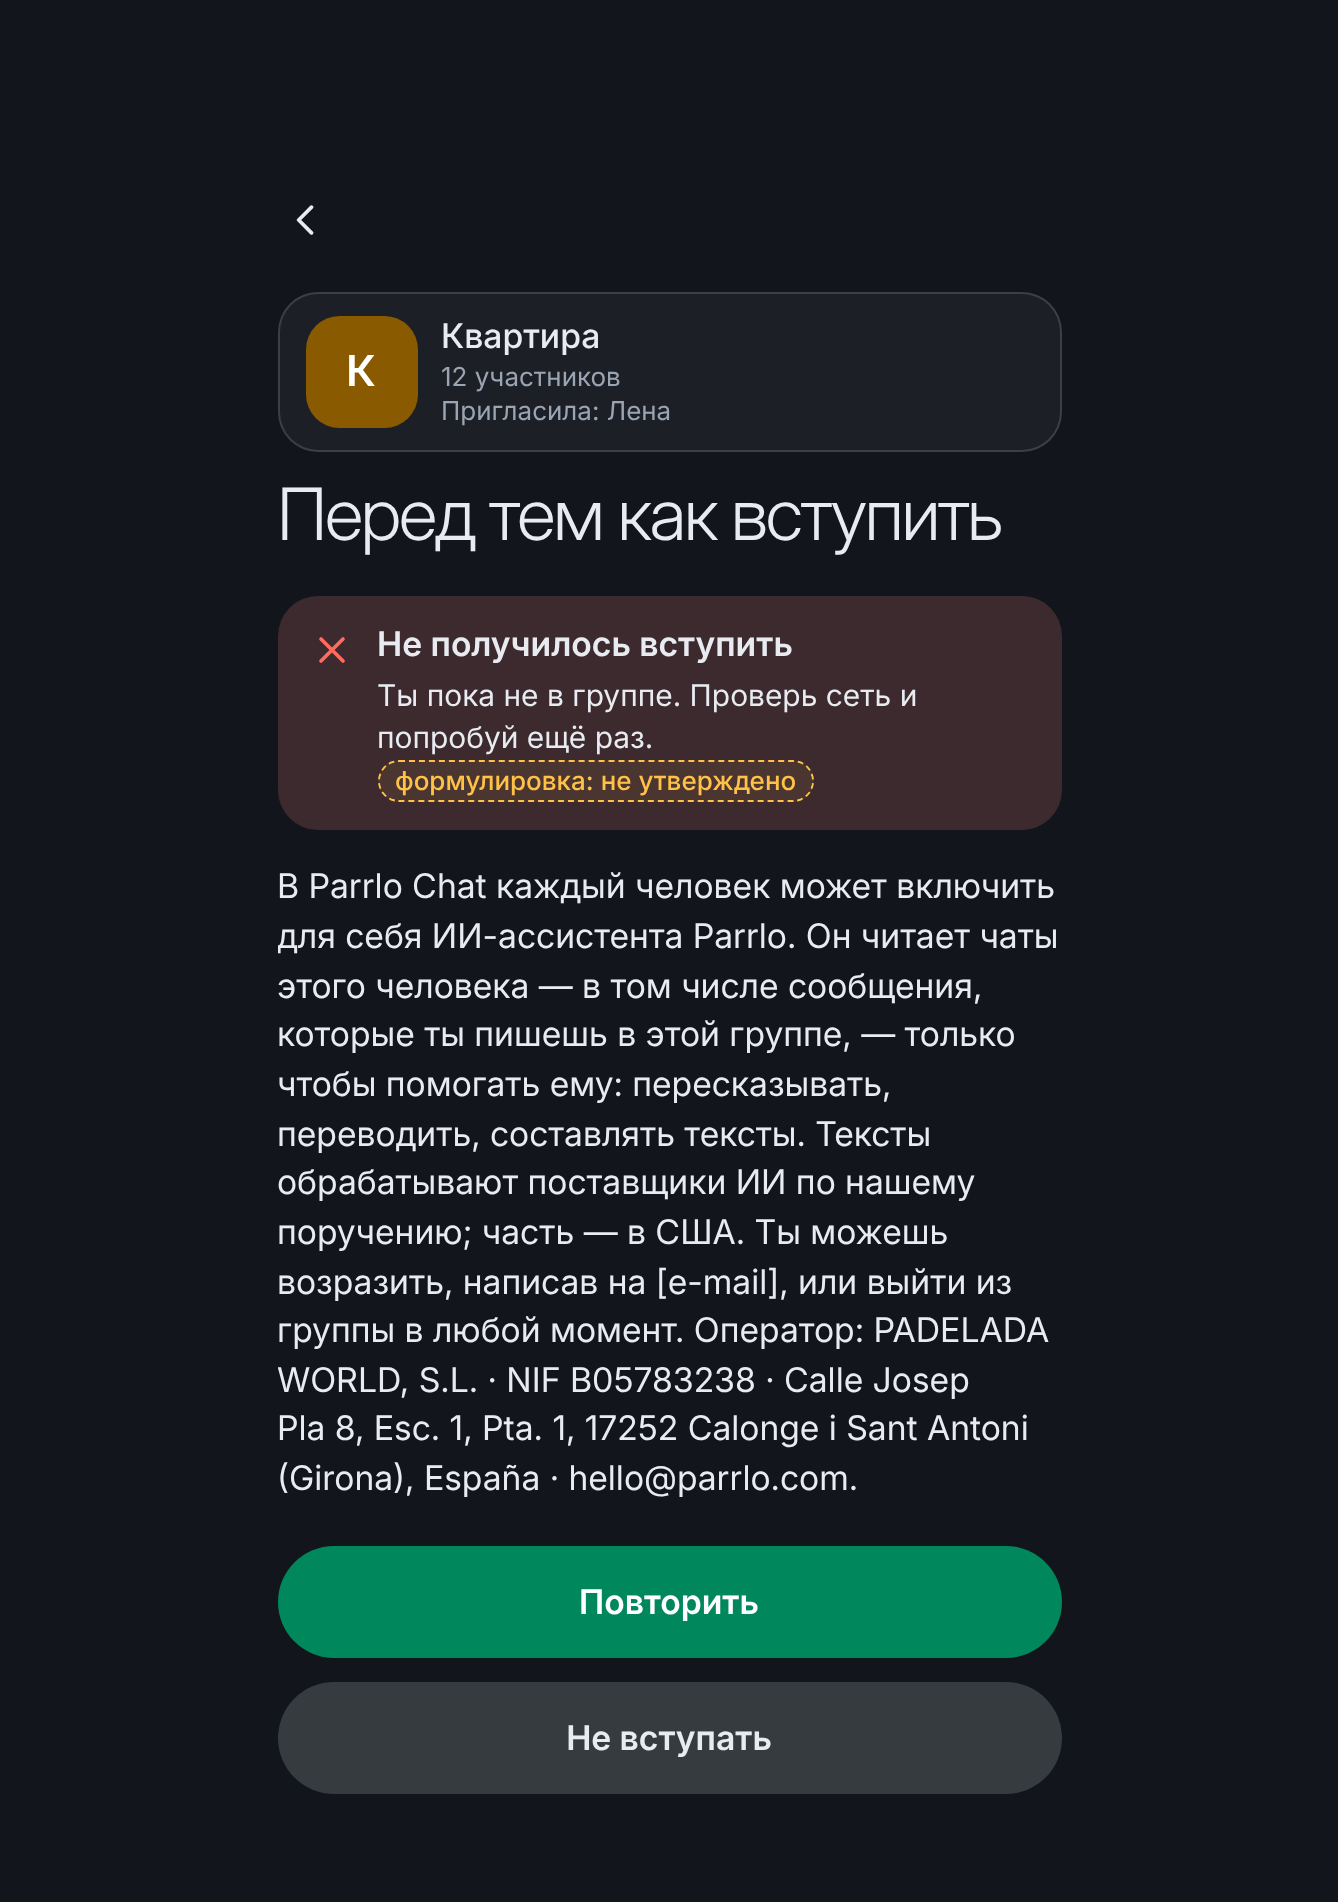 К
Квартира
12 участников
Пригласила: Лена
Перед тем как вступить
Не получилось вступить
Ты пока не в группе. Проверь сеть и
попробуй ещё раз.
формулировка: не утверждено
В Parrlo Chat каждый человек может включить
для себя ИИ-ассистента Parrlo. Он читает чаты
этого человека — в том числе сообщения,
которые ты пишешь в этой группе, — только
чтобы помогать ему: пересказывать,
переводить, составлять тексты. Тексты
обрабатывают поставщики ИИ по нашему
поручению; часть — в США. Ты можешь
возразить, написав на [e-mail], или выйти из
группы в любой момент. Оператор: PADELADA
WORLD, S.L. · NIF B05783238 · Calle Josep
Pla 8, Esc. 1, Pta. 1, 17252 Calonge i Sant Antoni
(Girona), España · hello@parrlo.com.
Повторить
Не вступать